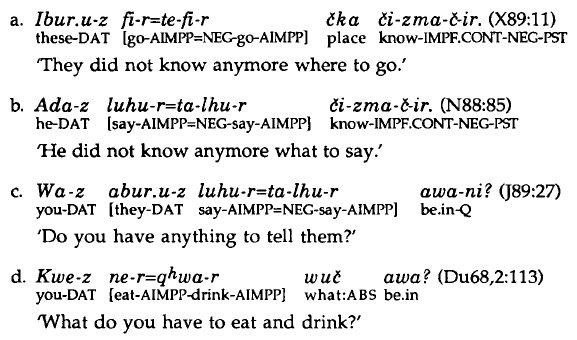 a. Ibur.u-z fi-r=te-fi-r čka či-zma-č-ir. (X89:11)
these-DAT [go-AIMPP=NEG-go-AIMPP] place know-IMPF.CONT-NEG-PST
'They did not know anymore where to go.'
b. Ada-z luhu-r=ta-lhu-r či-zma-č-ir. (N88:85)
he-DAT [say-AIMPP=NEG-say-AIMPP] know-IMPF.CONT-NEG-PST
'He did not know anymore what to say.'
c. Wa-z abur.u-z luhu-r=ta-lhu-r awa-ni? (J89:27)
you-DAT [they-DAT say-AIMPP=NEG-say-AIMPP] be.in-Q
'Do you have anything to tell them?'
d. Kwe-z ne-r=qʰwa-r wuč awa? (Du68,2:113)
you-DAT [eat-AIMPP-drink-AIMPP] what:ABS be.in
'What do you have to eat and drink?'